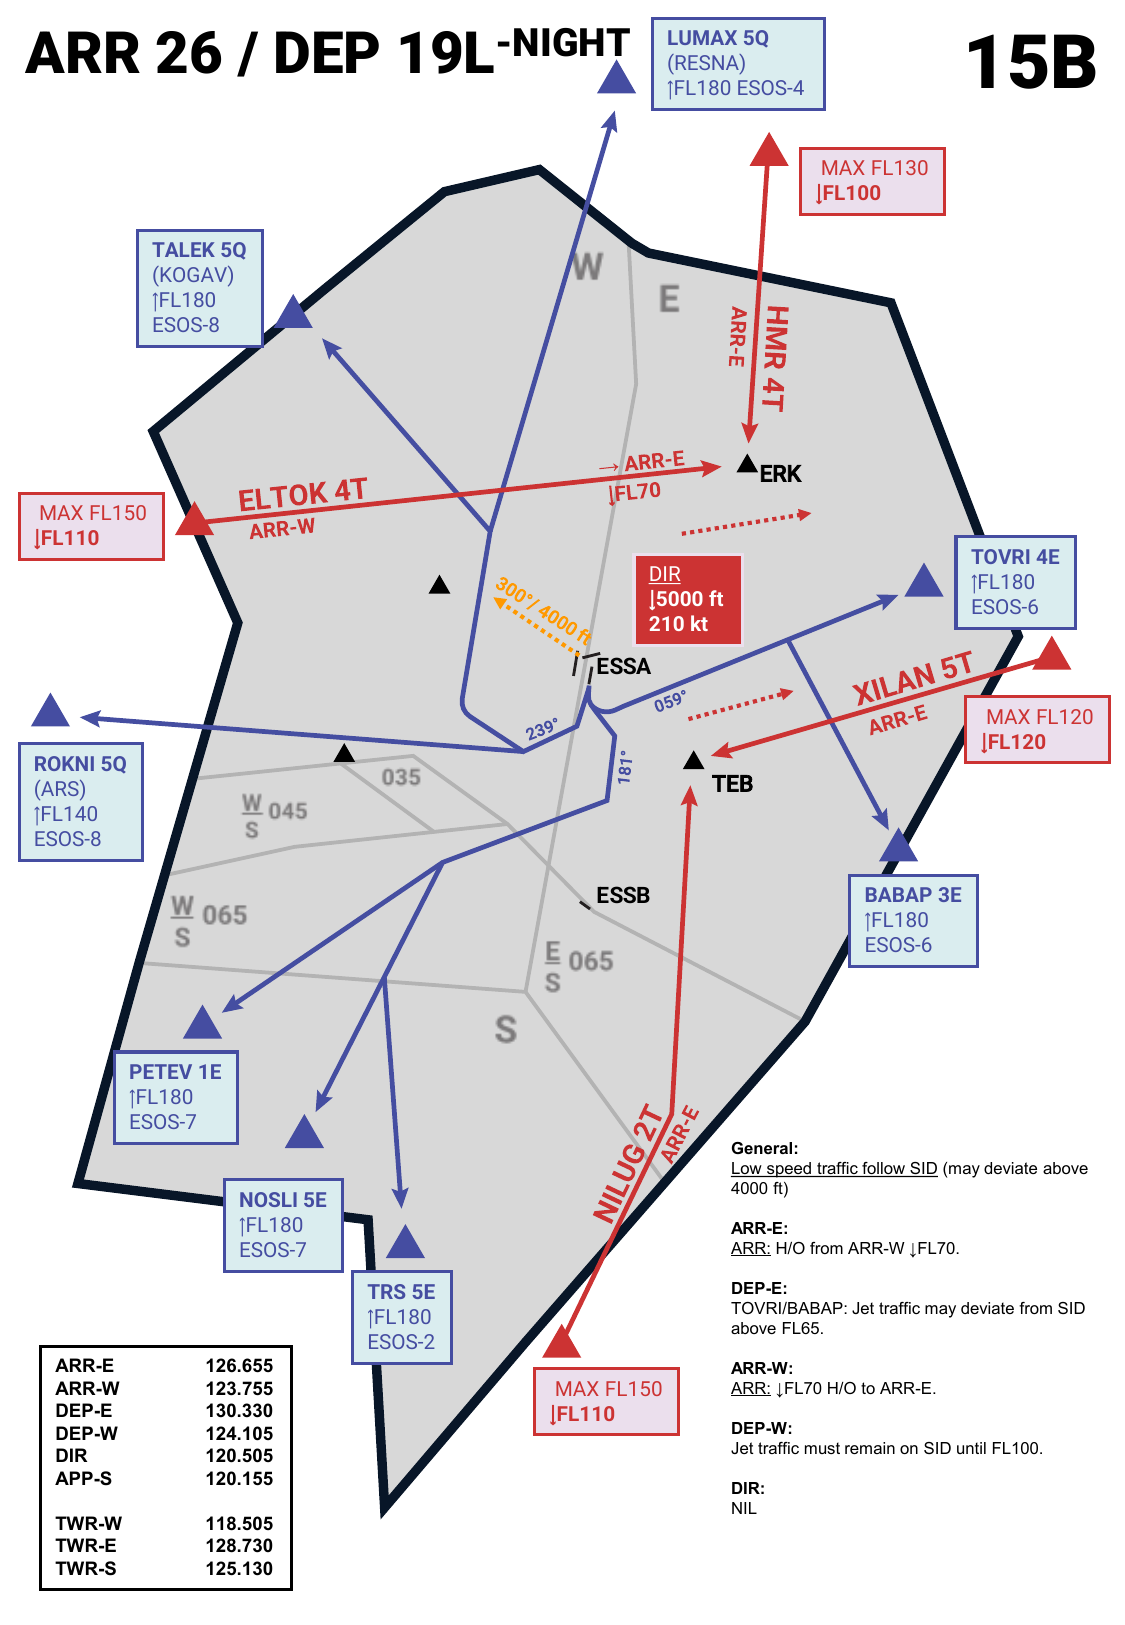 ARR 26 / DEP 19L-NIGHT
15B
LUMAX 5Q
(RESNA)
↑FL180 ESOS-4
MAX FL130
↓FL100
TALEK 5Q
(KOGAV)
↑FL180
ESOS-8
W
E
HMR 4T
ARR-E
→ ARR-E
↓FL70
ERK
ELTOK 4T
ARR-W
MAX FL150
↓FL110
DIR
↓5000 ft
210 kt
TOVRI 4E
↑FL180
ESOS-6
300°/ 4000 ft
ESSA
059°
XILAN 5T
ARR-E
MAX FL120
↓FL120
239°
181°
TEB
ROKNI 5Q
(ARS)
↑FL140
ESOS-8
035
W
S
045
W
S
065
ESSB
E
S
065
S
BABAP 3E
↑FL180
ESOS-6
PETEV 1E
↑FL180
ESOS-7
NOSLI 5E
↑FL180
ESOS-7
TRS 5E
↑FL180
ESOS-2
NILUG 2T
ARR-E
MAX FL150
↓FL110
General:
Low speed traffic follow SID (may deviate above
4000 ft)
ARR-E:
ARR: H/O from ARR-W ↓FL70.
DEP-E:
TOVRI/BABAP: Jet traffic may deviate from SID
above FL65.
ARR-W:
ARR: ↓FL70 H/O to ARR-E.
DEP-W:
Jet traffic must remain on SID until FL100.
DIR:
NIL
ARR-E 126.655
ARR-W 123.755
DEP-E 130.330
DEP-W 124.105
DIR 120.505
APP-S 120.155
TWR-W 118.505
TWR-E 128.730
TWR-S 125.130